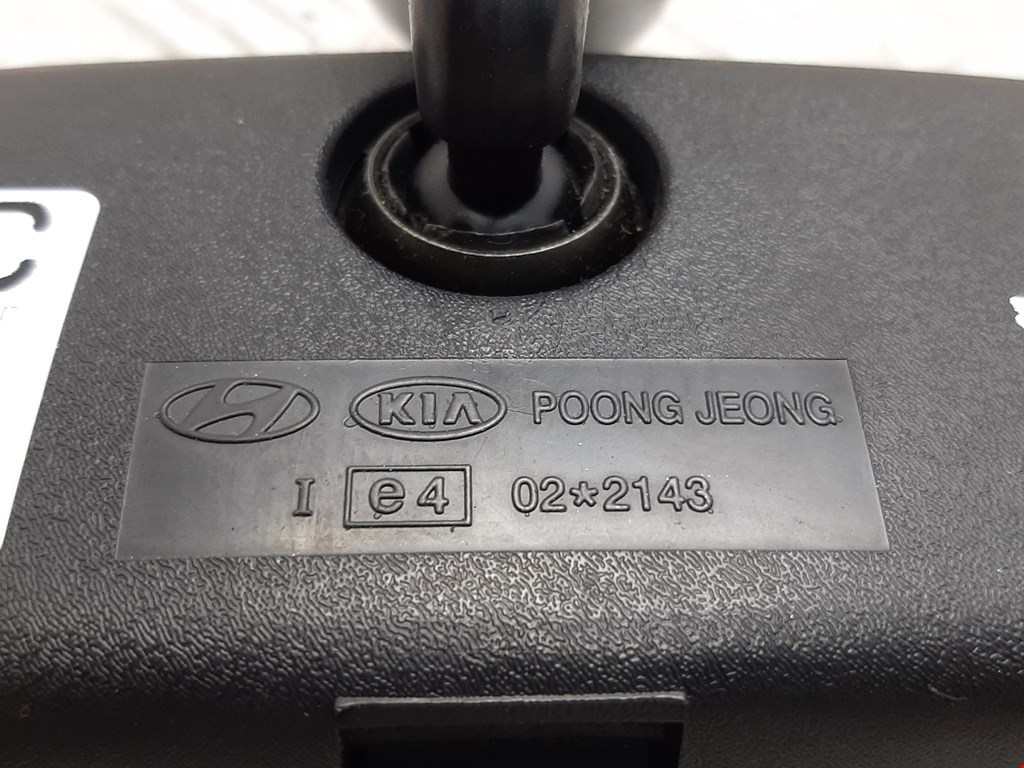 KIA POONG JEONG
I e4 02*2143